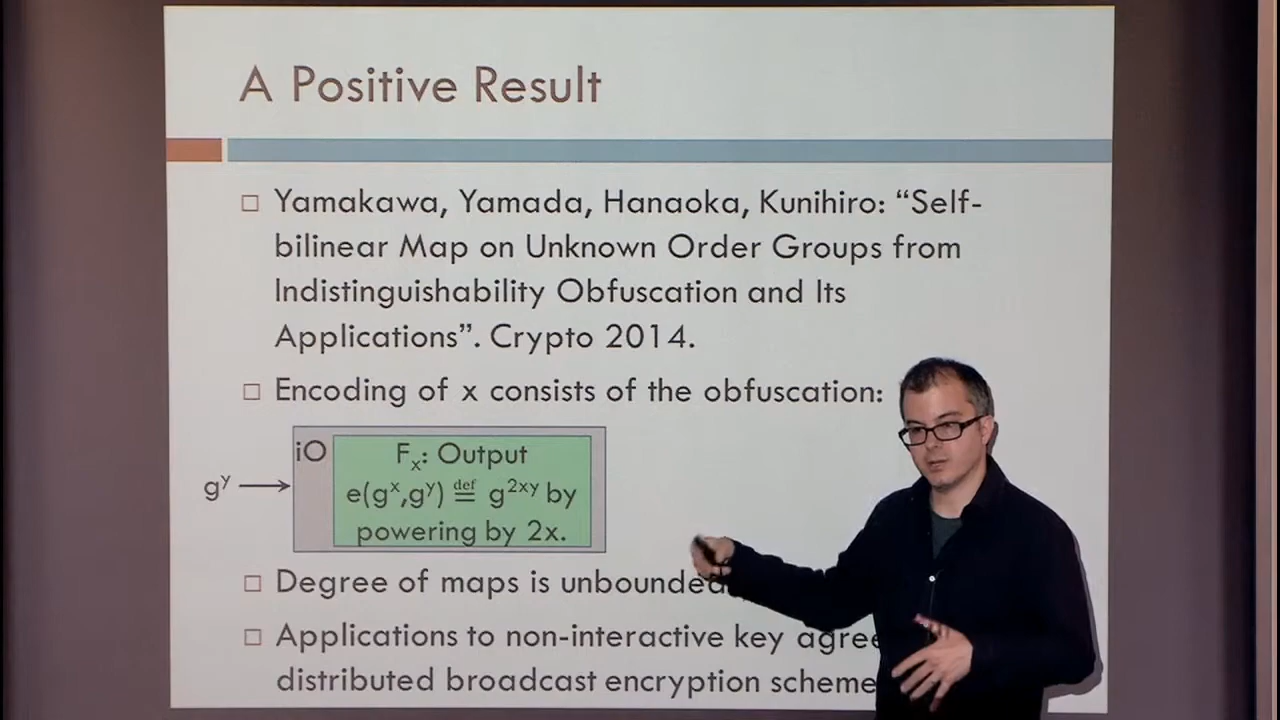 A Positive Result
Yamakawa, Yamada, Hanaoka, Kunihiro: “Self-
bilinear Map on Unknown Order Groups from
Indistinguishability Obfuscation and Its
Applications”. Crypto 2014.
Encoding of x consists of the obfuscation:
iO
Fₓ: Output
gʸ
e(gˣ,gʸ) ≝ g²ˣʸ by
powering by 2x.
Degree of maps is unbounded
Applications to non-interactive key
distributed broadcast encryption